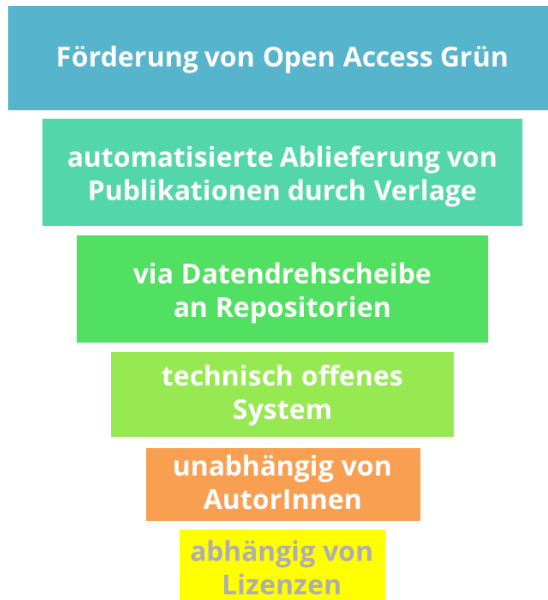 Förderung von Open Access Grün
automatisierte Ablieferung von
Publikationen durch Verlage
via Datendrehscheibe
an Repositorien
technisch offenes
System
unabhängig von
AutorInnen
abhängig von
Lizenzen